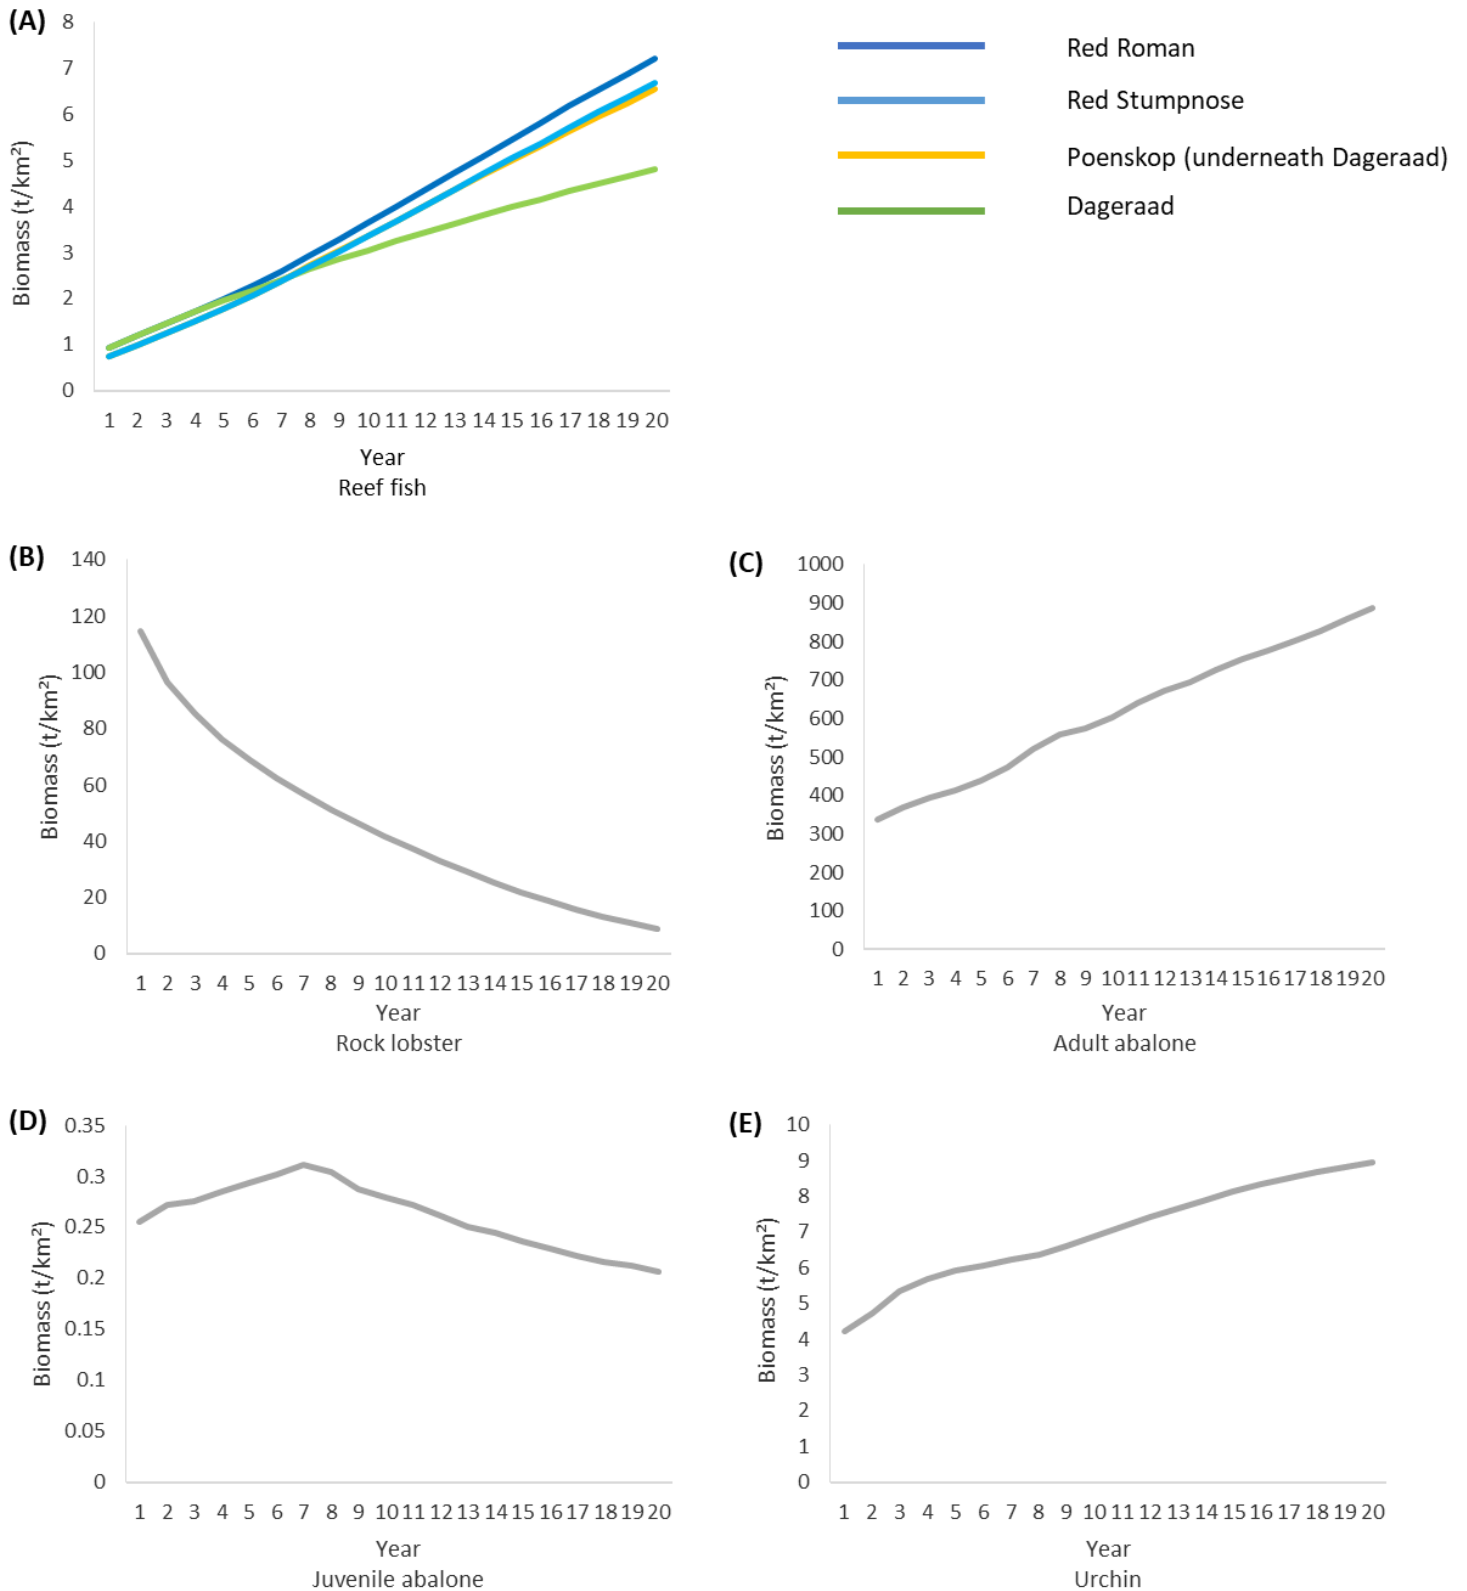 (A)
8
7
6
5
4
3
2
1
0
Biomass (t/km²)
1 2 3 4 5 6 7 8 9 10 11 12 13 14 15 16 17 18 19 20
Year
Reef fish
Red Roman
Red Stumpnose
Poenskop (underneath Dageraad)
Dageraad
(B)
140
120
100
80
60
40
20
0
Biomass (t/km²)
1 2 3 4 5 6 7 8 9 10 11 12 13 14 15 16 17 18 19 20
Year
Rock lobster
(C)
1000
900
800
700
600
500
400
300
200
100
0
Biomass (t/km²)
1 2 3 4 5 6 7 8 9 10 11 12 13 14 15 16 17 18 19 20
Year
Adult abalone
(D)
0.35
0.3
0.25
0.2
0.15
0.1
0.05
0
Biomass (t/km²)
1 2 3 4 5 6 7 8 9 10 11 12 13 14 15 16 17 18 19 20
Year
Juvenile abalone
(E)
10
9
8
7
6
5
4
3
2
1
0
Biomass (t/km²)
1 2 3 4 5 6 7 8 9 10 11 12 13 14 15 16 17 18 19 20
Year
Urchin